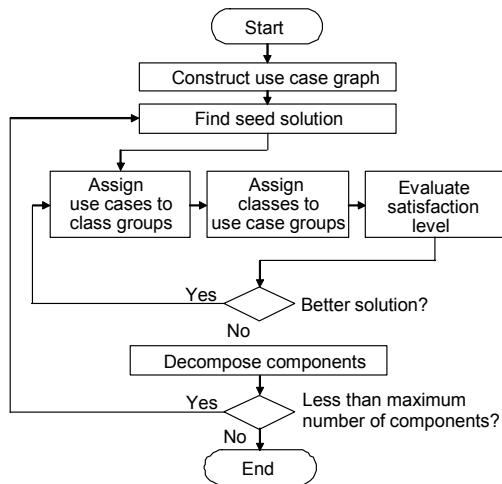 Start
Construct use case graph
Find seed solution
Assign
use cases to
class groups
Assign
classes to
use case groups
Evaluate
satisfaction
level
Yes
Better solution?
No
Decompose components
Yes
Less than maximum
number of components?
No
End